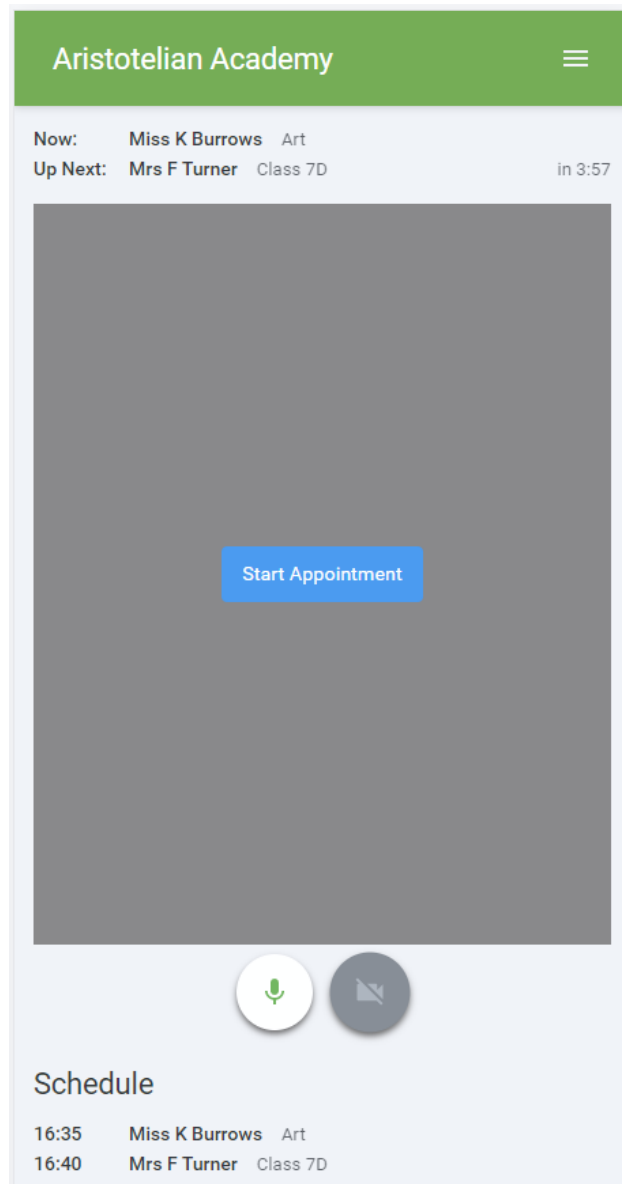 Aristotelian Academy
Now: Miss K Burrows Art
Up Next: Mrs F Turner Class 7D in 3:57
Start Appointment
Schedule
16:35 Miss K Burrows Art
16:40 Mrs F Turner Class 7D